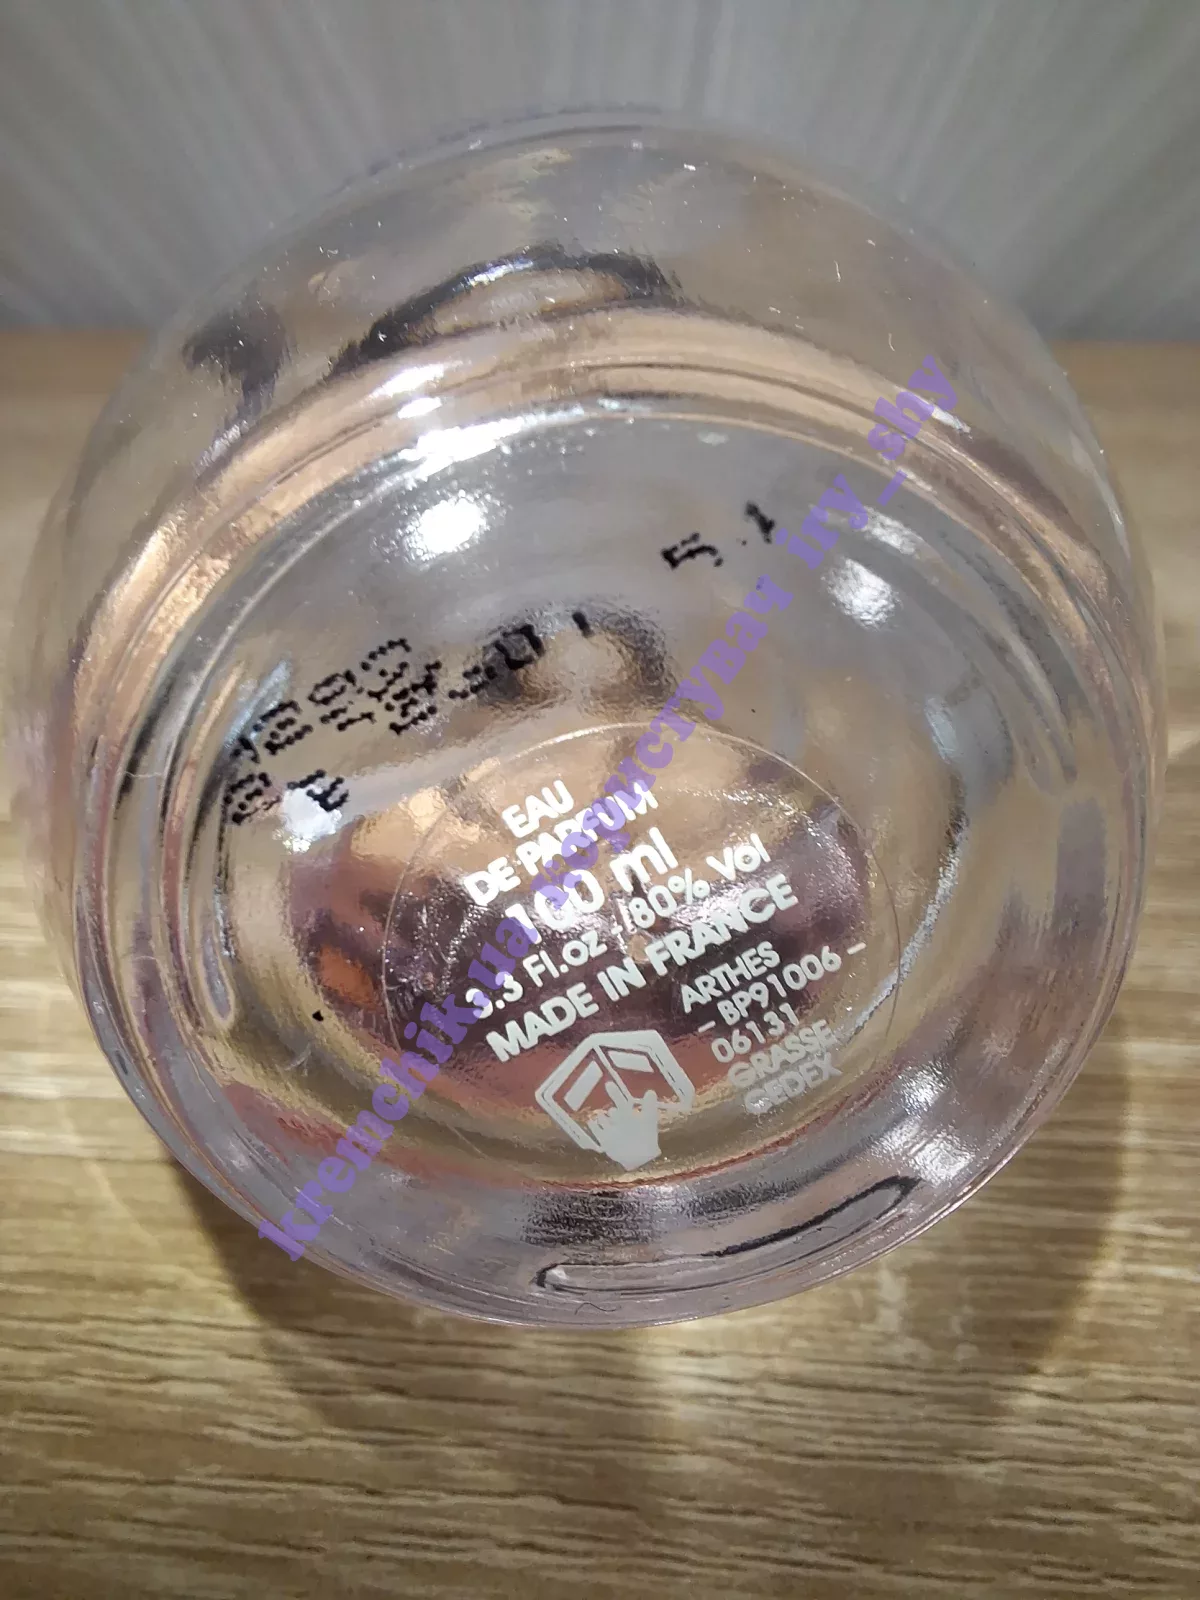 EAU
DE PARFUM
100 ml
3.3 Fl.oz - 80% Vol
MADE IN FRANCE
ARTHES
- BP91006 -
06131
GRASSE
CEDEX
kremchik.ua користувач iry_shy